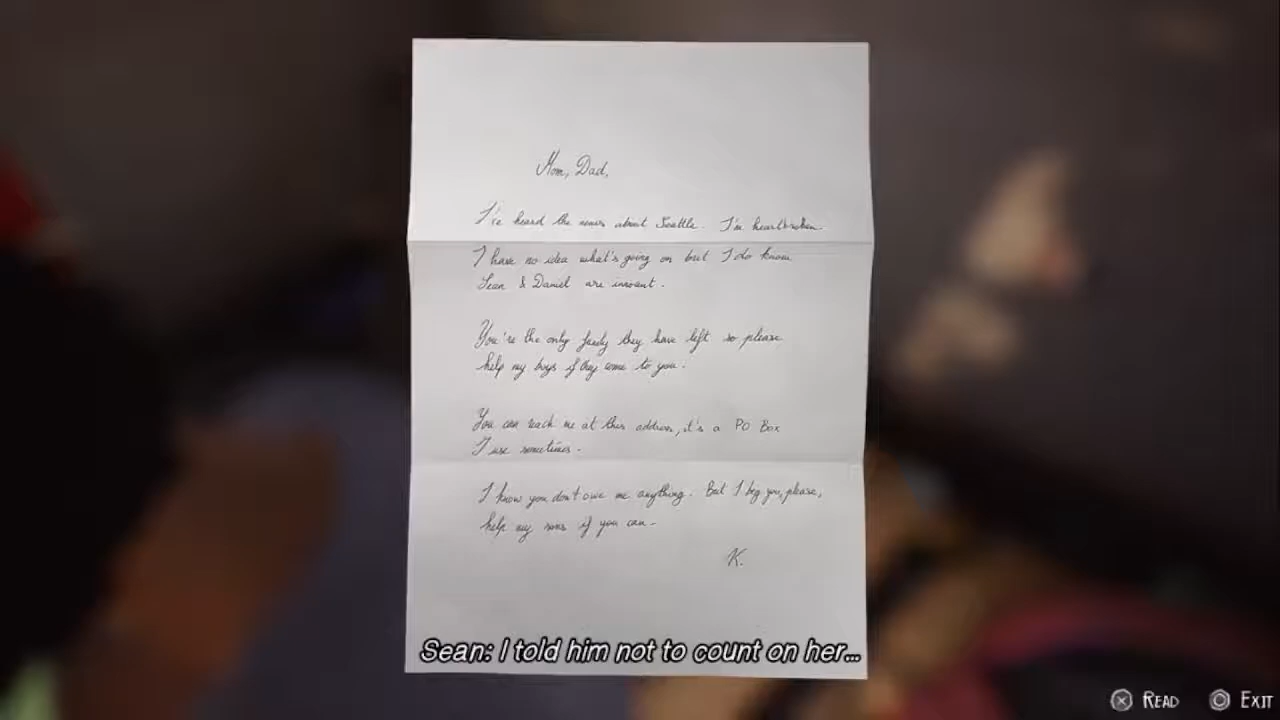 Mom, Dad,
I've heard the news about Seattle. I'm heartbroken.
I have no idea what's going on but I do know
Sean & Daniel are innocent.
You're the only family they have left so please
help my boys if they come to you.
You can reach me at this address, it's a PO Box
I use sometimes.
I know you don't owe me anything. But I beg you, please,
help my sons if you can.
K.
Sean: I told him not to count on her...
READ
EXIT